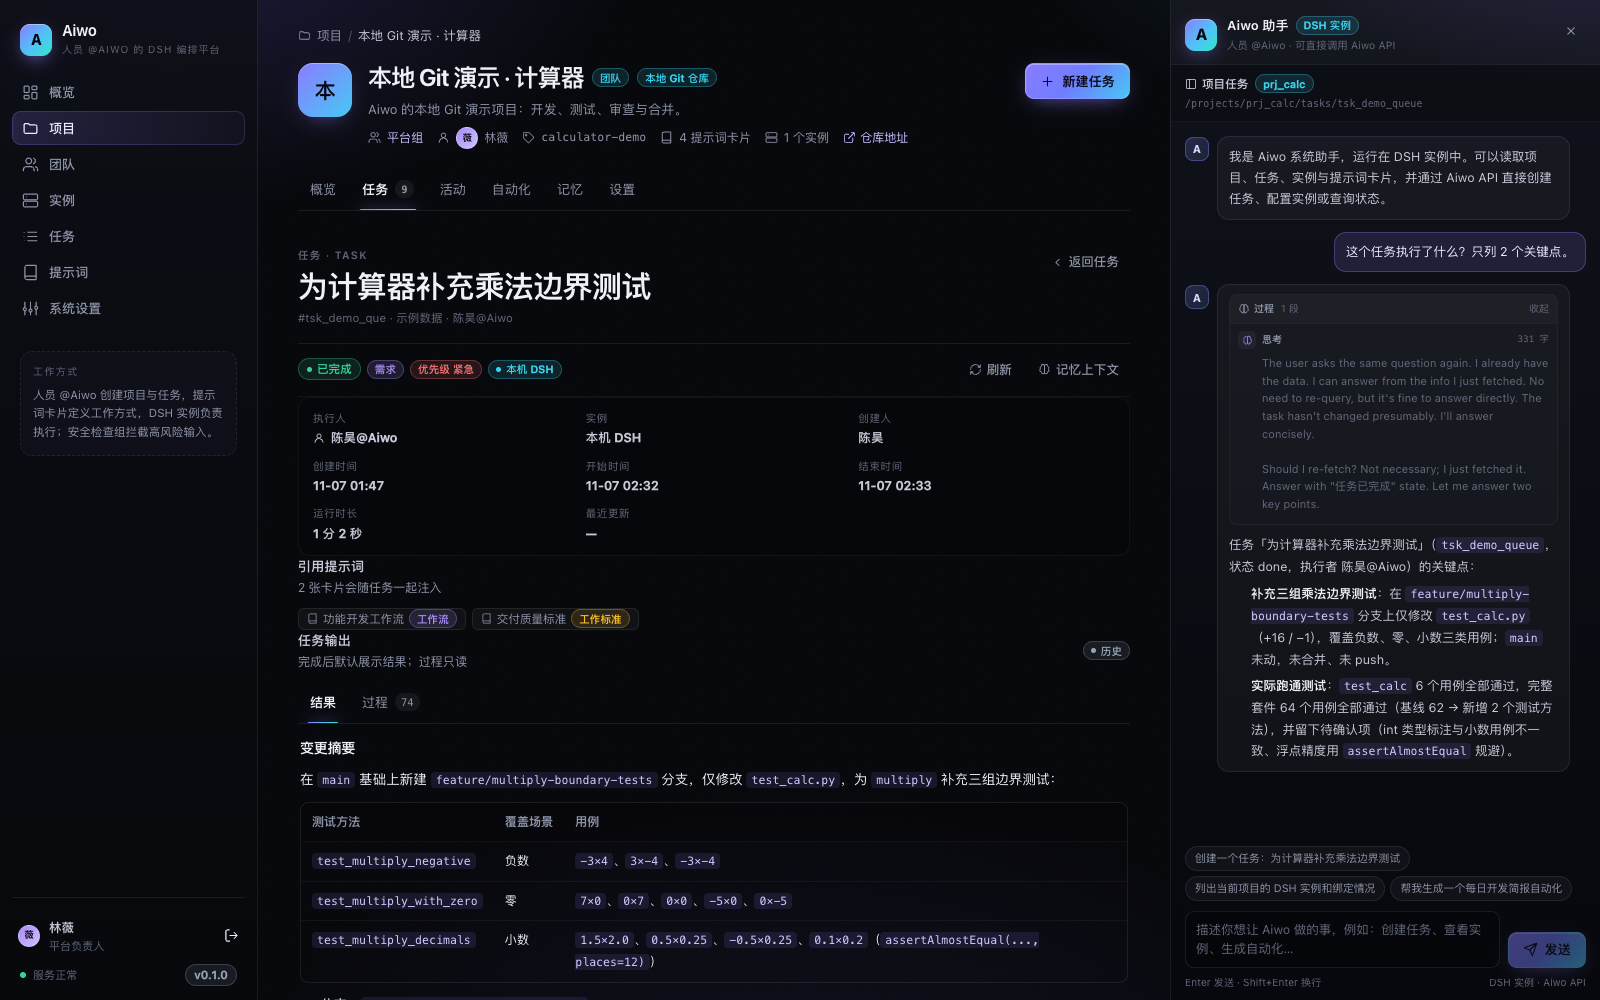 A
Aiwo
人员 @AIWO 的 DSH 编排平台
概览
项目
团队
实例
任务
提示词
系统设置
工作方式
人员 @Aiwo 创建项目与任务，提示
词卡片定义工作方式，DSH 实例负责
执行；安全检查组拦截高风险输入。
薇
林薇
平台负责人
服务正常
v0.1.0
项目 / 本地 Git 演示 · 计算器
本
本地 Git 演示 · 计算器
团队
本地 Git 仓库
Aiwo 的本地 Git 演示项目：开发、测试、审查与合并。
平台组
薇 林薇
calculator-demo
4 提示词卡片
1 个实例
仓库地址
新建任务
概览
任务 9
活动
自动化
记忆
设置
任务 · TASK
为计算器补充乘法边界测试
#tsk_demo_que · 示例数据 · 陈昊@Aiwo
返回任务
已完成
需求
优先级 紧急
本机 DSH
刷新
记忆上下文
执行人
陈昊@Aiwo
实例
本机 DSH
创建人
陈昊
创建时间
11-07 01:47
开始时间
11-07 02:32
结束时间
11-07 02:33
运行时长
1 分 2 秒
最近更新
—
引用提示词
2 张卡片会随任务一起注入
功能开发工作流 工作流
交付质量标准 工作标准
任务输出
完成后默认展示结果；过程只读
历史
结果
过程 74
变更摘要
在 main 基础上新建 feature/multiply-boundary-tests 分支，仅修改 test_calc.py，为 multiply 补充三组边界测试：
测试方法 覆盖场景 用例
test_multiply_negative 负数 −3×4、3×−4、−3×−4
test_multiply_with_zero 零 7×0、0×7、0×0、−5×0、0×−5
test_multiply_decimals 小数 1.5×2.0、0.5×0.25、−0.5×0.25、0.1×0.2（assertAlmostEqual(...,
places=12)）
A
Aiwo 助手
DSH 实例
人员 @Aiwo · 可直接调用 Aiwo API
项目任务
prj_calc
/projects/prj_calc/tasks/tsk_demo_queue
A
我是 Aiwo 系统助手，运行在 DSH 实例中。可以读取项
目、任务、实例与提示词卡片，并通过 Aiwo API 直接创建
任务、配置实例或查询状态。
这个任务执行了什么？只列 2 个关键点。
A
过程 1 段
收起
思考
331 字
The user asks the same question again. I already have
the data. I can answer from the info I just fetched. No
need to re-query, but it's fine to answer directly. The
task hasn't changed presumably. I'll answer
concisely.
Should I re-fetch? Not necessary; I just fetched it.
Answer with "任务已完成" state. Let me answer two
key points.
任务「为计算器补充乘法边界测试」（tsk_demo_queue，
状态 done，执行者 陈昊@Aiwo）的关键点：
补充三组乘法边界测试：在 feature/multiply-
boundary-tests 分支上仅修改 test_calc.py
（+16 / −1），覆盖负数、零、小数三类用例；main
未动，未合并、未 push。
实际跑通测试：test_calc 6 个用例全部通过，完整
套件 64 个用例全部通过（基线 62 → 新增 2 个测试方
法），并留下待确认项（int 类型标注与小数用例不一
致、浮点精度用 assertAlmostEqual 规避）。
创建一个任务：为计算器补充乘法边界测试
列出当前项目的 DSH 实例和绑定情况
帮我生成一个每日开发简报自动化
描述你想让 Aiwo 做的事，例如：创建任务、查看实
例、生成自动化…
发送
Enter 发送 · Shift+Enter 换行
DSH 实例 · Aiwo API